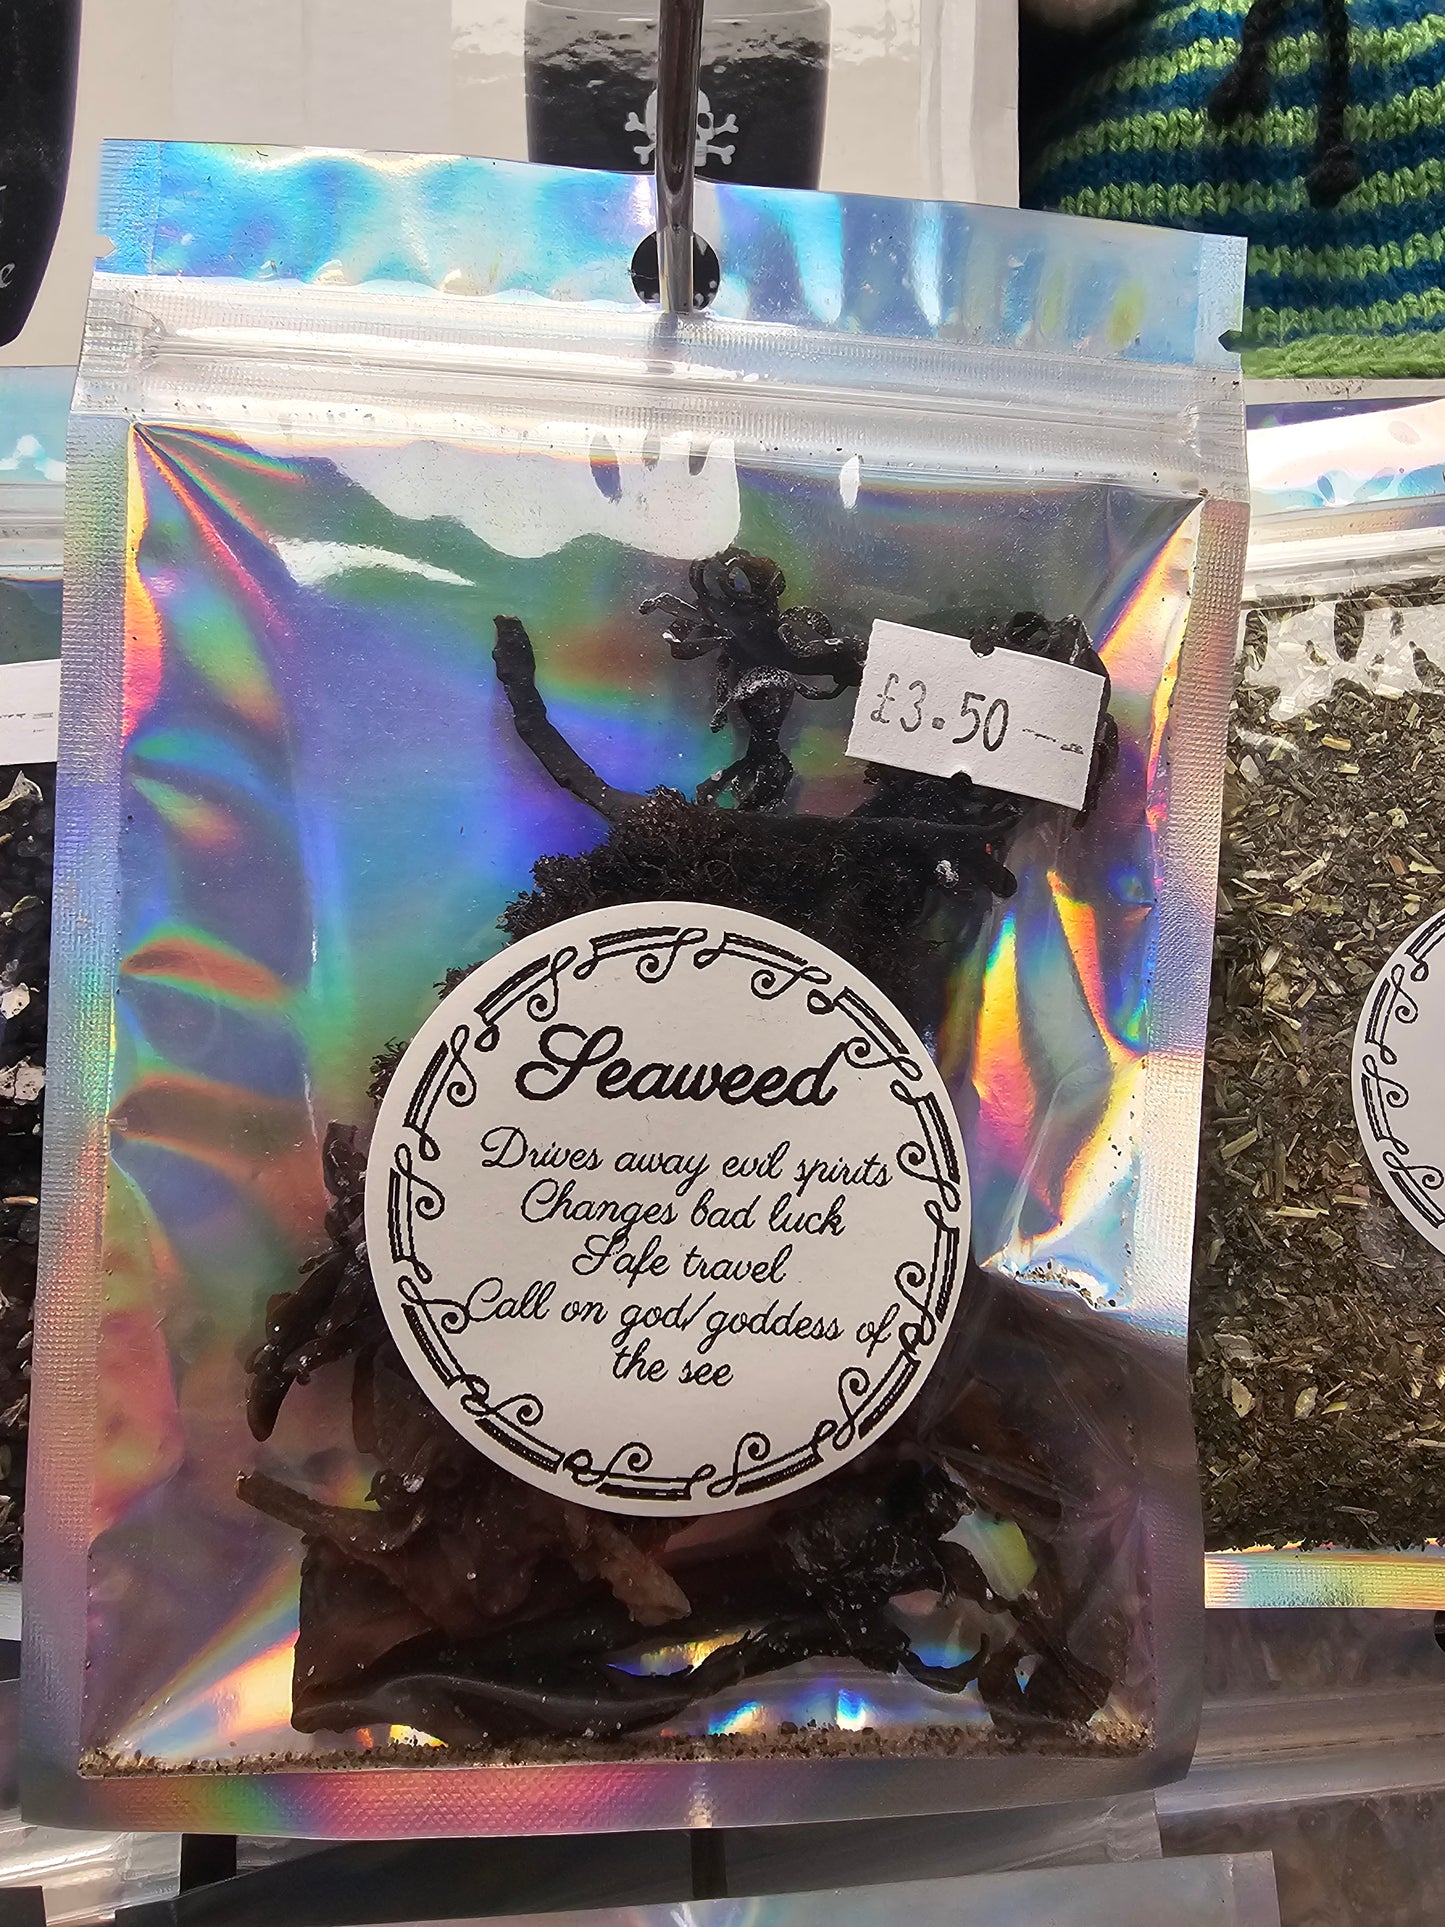 £3.50
Seaweed
Drives away evil spirits
Changes bad luck
Safe travel
Call on god/goddess of
the see